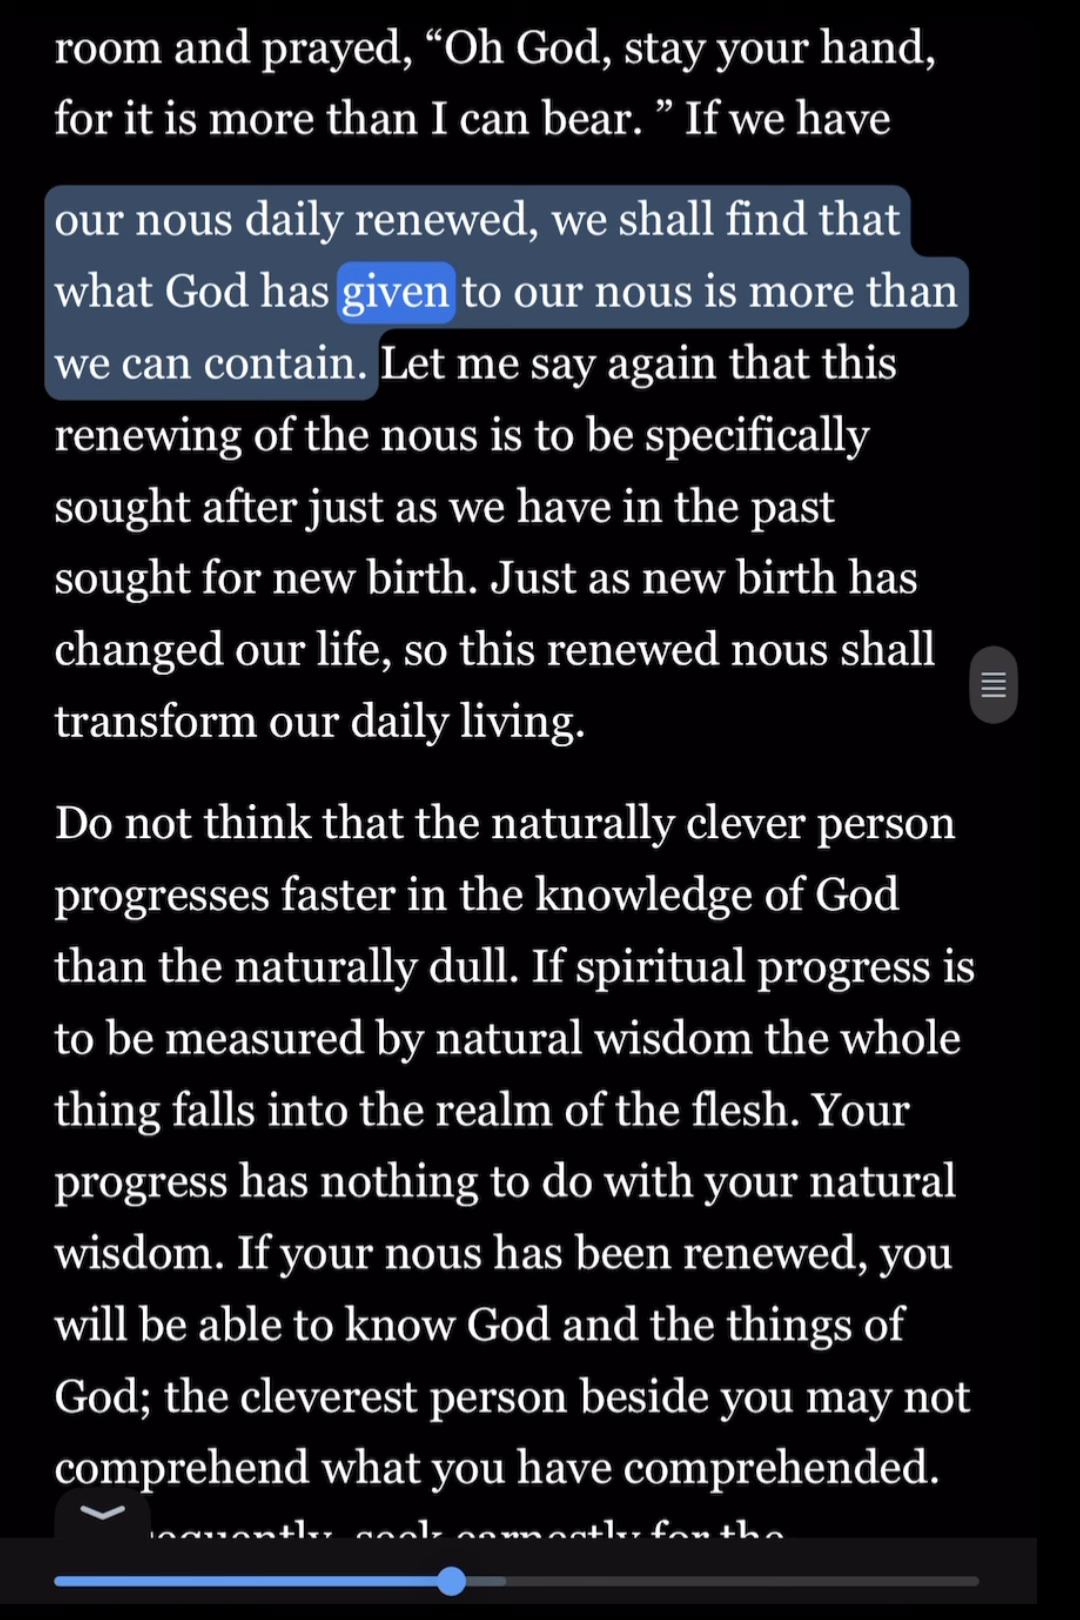 room and prayed, “Oh God, stay your hand,
for it is more than I can bear. ” If we have
our nous daily renewed, we shall find that
what God has given to our nous is more than
we can contain. Let me say again that this
renewing of the nous is to be specifically
sought after just as we have in the past
sought for new birth. Just as new birth has
changed our life, so this renewed nous shall
transform our daily living.
Do not think that the naturally clever person
progresses faster in the knowledge of God
than the naturally dull. If spiritual progress is
to be measured by natural wisdom the whole
thing falls into the realm of the flesh. Your
progress has nothing to do with your natural
wisdom. If your nous has been renewed, you
will be able to know God and the things of
God; the cleverest person beside you may not
comprehend what you have comprehended.
seek earnestly for the